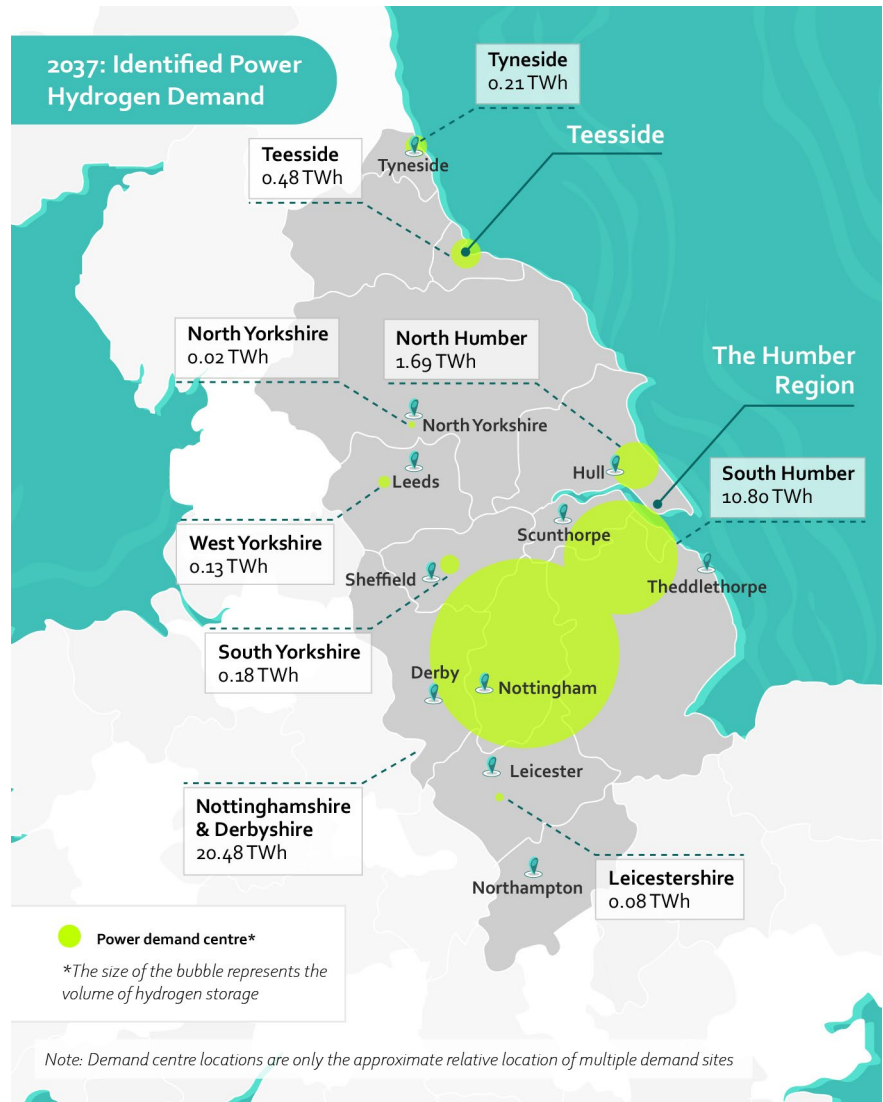 2037: Identified Power
Hydrogen Demand
Tyneside
0.21 TWh
Teesside
Teesside
0.48 TWh
Tyneside
North Yorkshire
0.02 TWh
North Humber
1.69 TWh
The Humber
Region
North Yorkshire
Leeds
Hull
South Humber
10.80 TWh
West Yorkshire
0.13 TWh
Scunthorpe
Sheffield
Theddlethorpe
South Yorkshire
0.18 TWh
Derby
Nottingham
Leicester
Nottinghamshire
& Derbyshire
20.48 TWh
Northampton
Leicestershire
0.08 TWh
Power demand centre*
*The size of the bubble represents the
volume of hydrogen storage
Note: Demand centre locations are only the approximate relative location of multiple demand sites